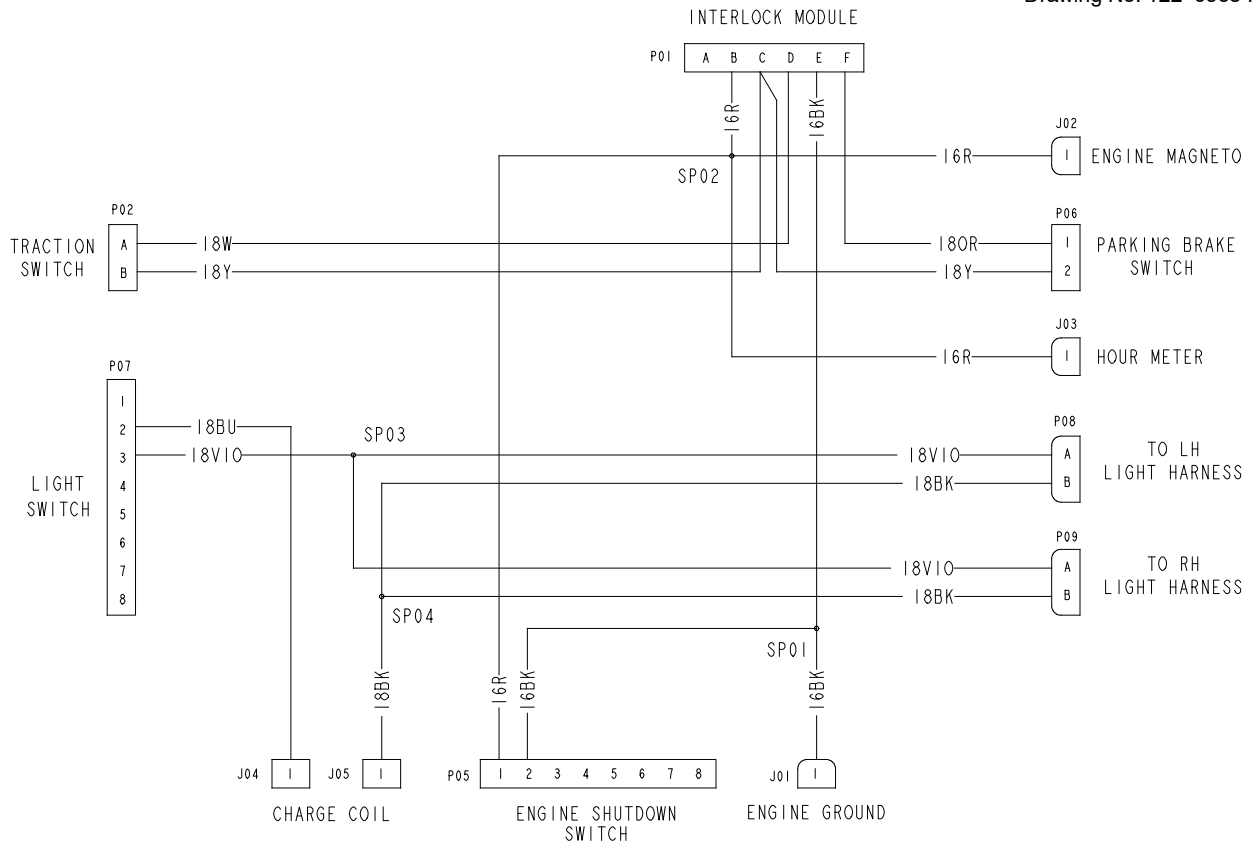 INTERLOCK MODULE
P01 A B C D E F
16R
16BK
J02
1 ENGINE MAGNETO
16R
SP02
P02
TRACTION
SWITCH
A
B
18W
18Y
P06
1
2
18OR
18Y
PARKING BRAKE
SWITCH
J03
16R
1 HOUR METER
P07
LIGHT
SWITCH
1
2
3
4
5
6
7
8
18BU
18VIO
SP03
P08
18VIO
18BK
A
B
TO LH
LIGHT HARNESS
P09
18VIO
18BK
A
B
TO RH
LIGHT HARNESS
SP04
SP01
18BK
16R
16BK
16BK
J04 1
J05 1
CHARGE COIL
P05 1 2 3 4 5 6 7 8
ENGINE SHUTDOWN
SWITCH
J01 1
ENGINE GROUND